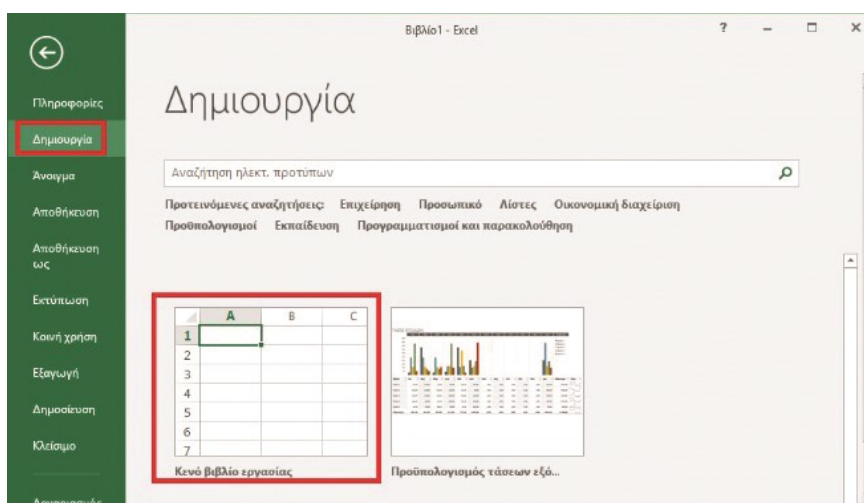 Βιβλίο1 - Excel
?
Πληροφορίες
Δημιουργία
Άνοιγμα
Αποθήκευση
Αποθήκευση
ως
Εκτύπωση
Κοινή χρήση
Εξαγωγή
Δημοσίευση
Κλείσιμο
Λογαριασμός
Δημιουργία
Αναζήτηση ηλεκτ. προτύπων
Προτεινόμενες αναζητήσεις: Επιχείρηση Προσωπικό Λίστες Οικονομική διαχείριση
Προϋπολογισμοί Εκπαίδευση Προγραμματισμοί και παρακολούθηση
A B C
1
2
3
4
5
6
7
Κενό βιβλίο εργασίας
Προϋπολογισμός τάσεων εξό...